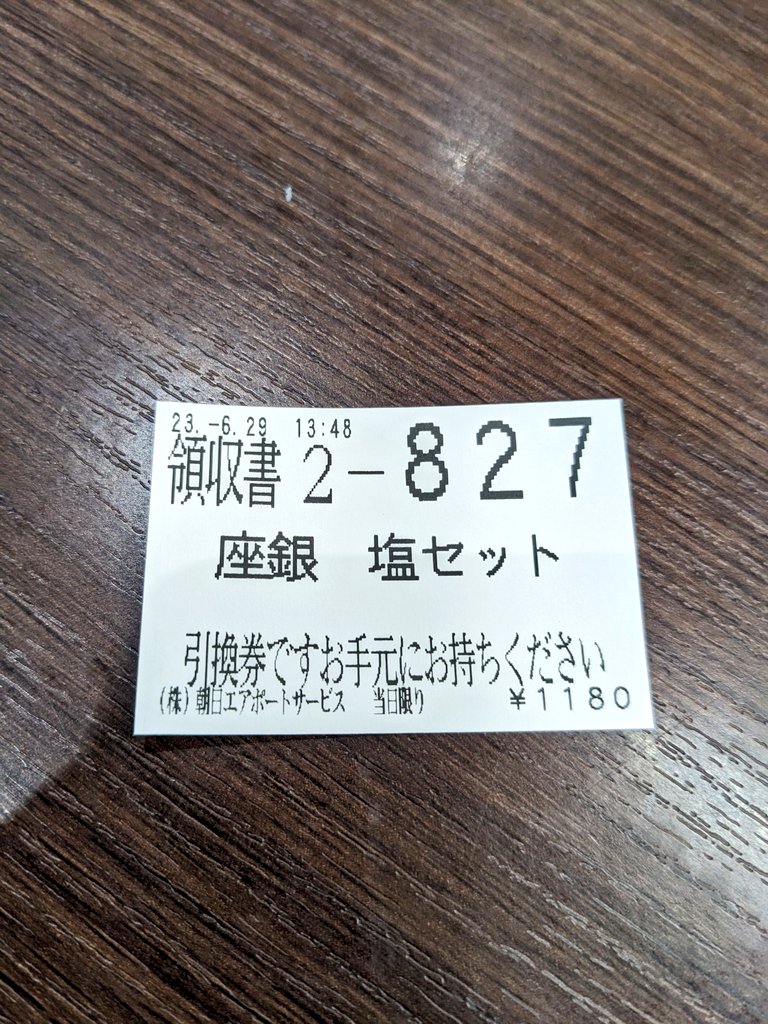 23.-6.29 13:48
領収書 2-827
座銀 塩セット
引換券ですお手元にお持ちください
(株)朝日エアポートサービス 当日限り ¥1180